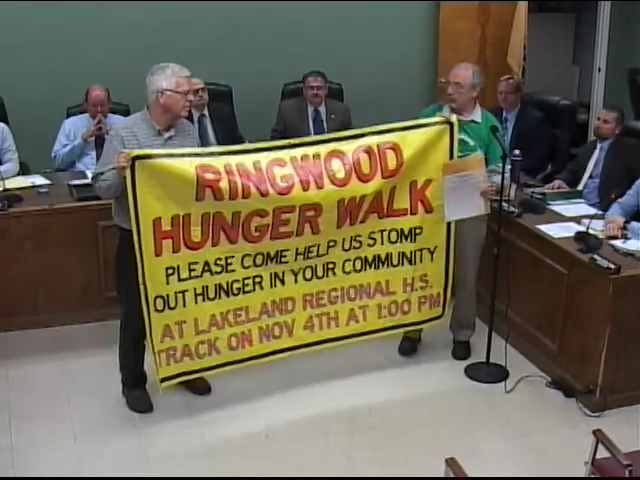 RINGWOOD
HUNGER WALK
PLEASE COME HELP US STOMP
OUT HUNGER IN YOUR COMMUNITY
AT LAKELAND REGIONAL H.S.
TRACK ON NOV 4TH AT 1:00 PM